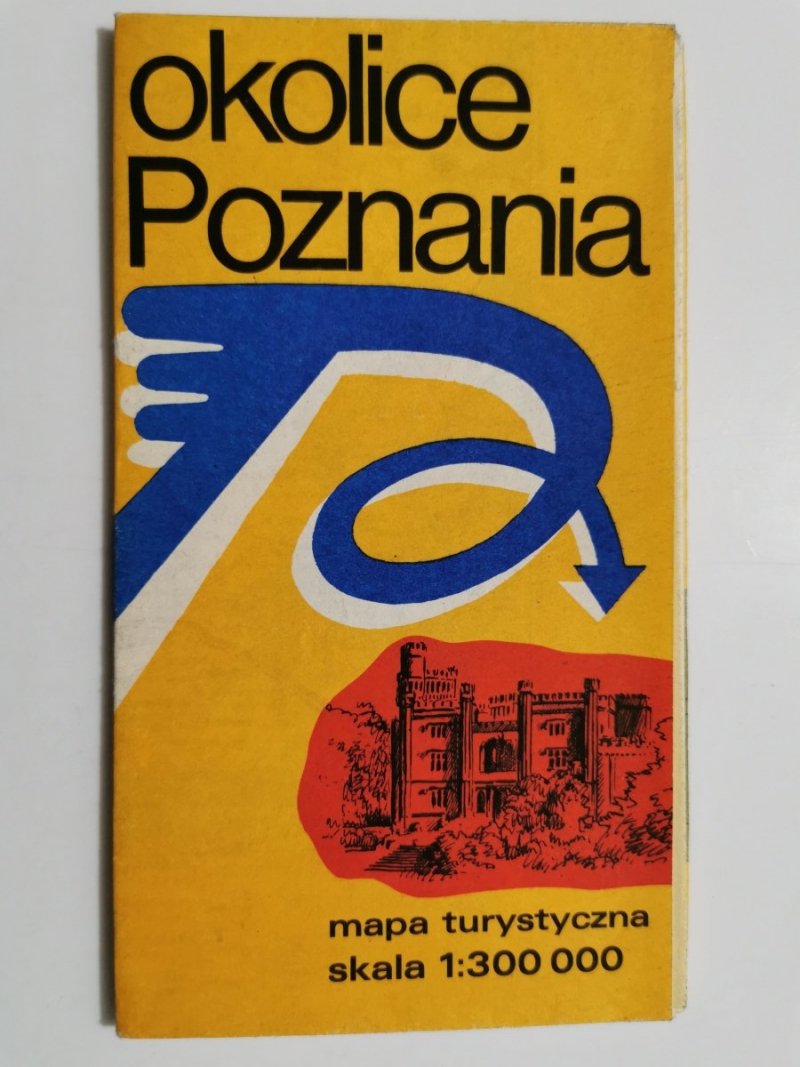 okolice
Poznania
mapa turystyczna
skala 1:300 000